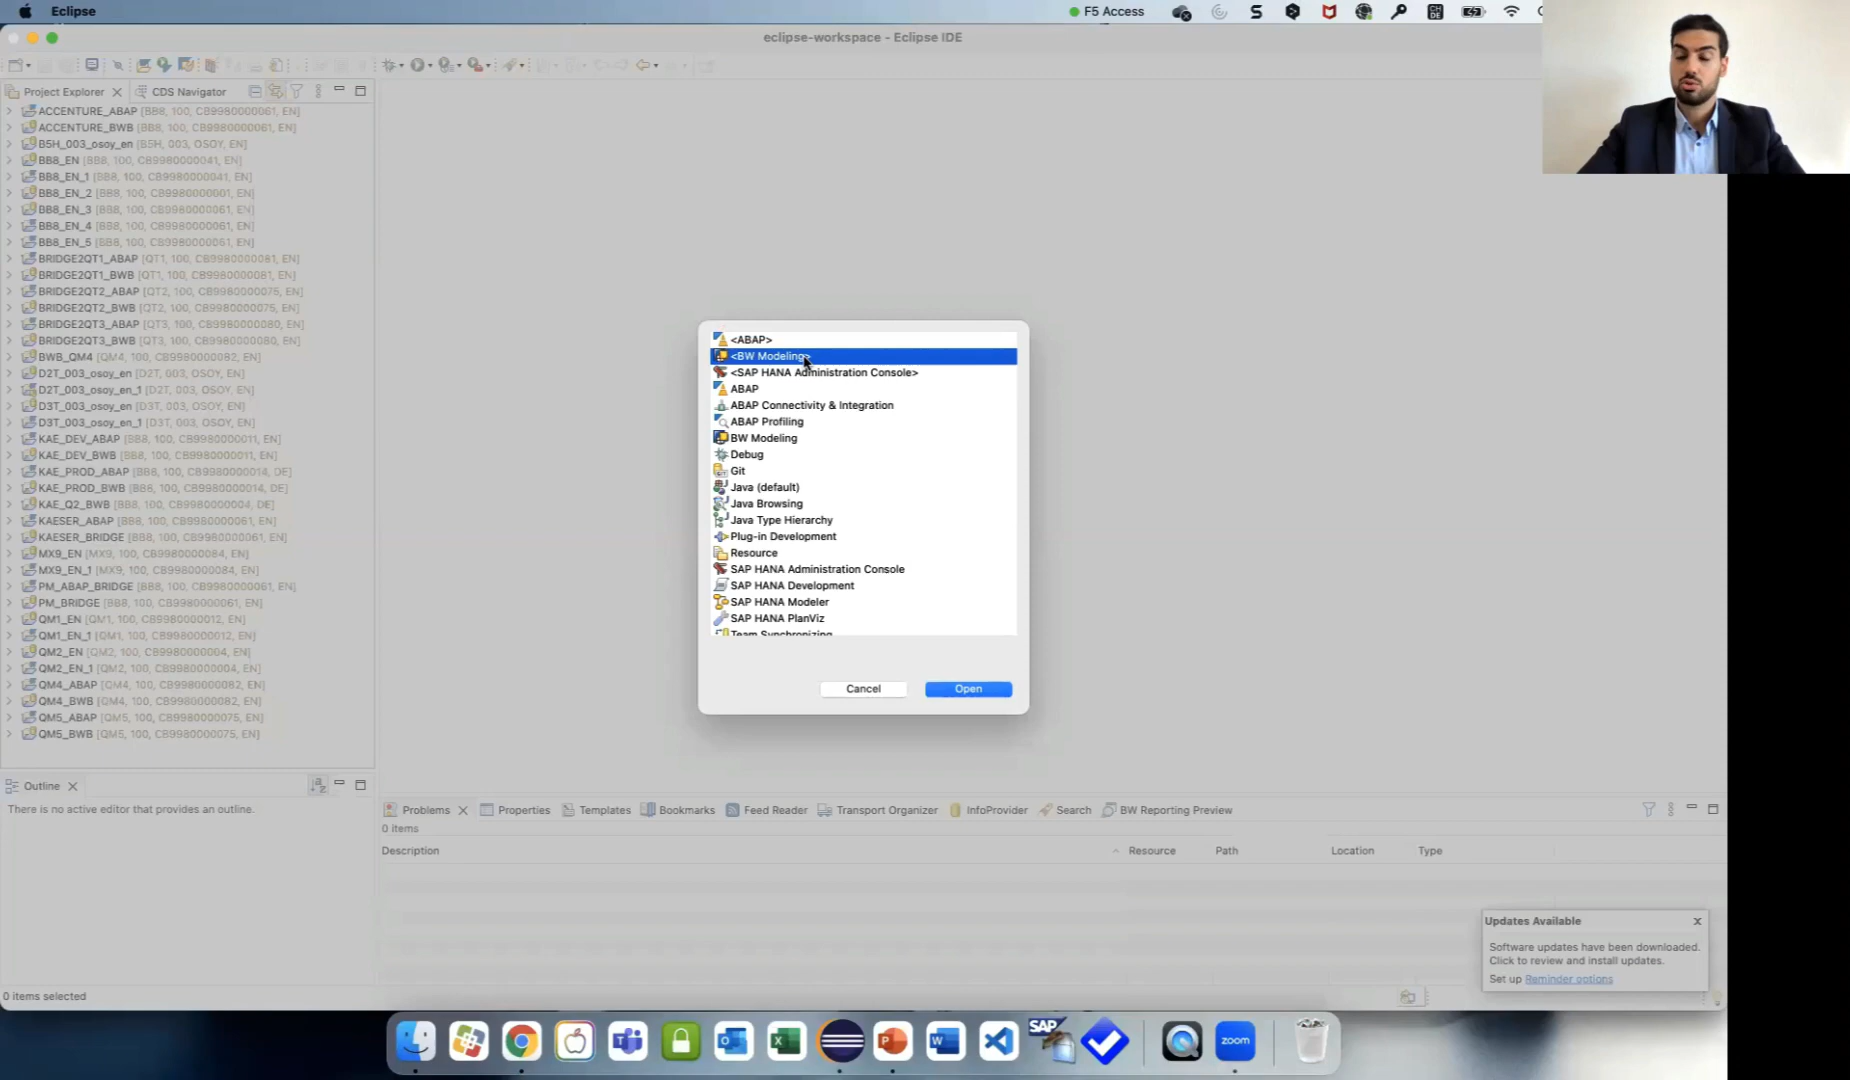 Eclipse
F5 Access
eclipse-workspace - Eclipse IDE
Project Explorer
CDS Navigator
ACCENTURE_ABAP [BB8, 100, CB9980000061, EN]
ACCENTURE_BWB [BB8, 100, CB9980000061, EN]
B5H_003_osoy_en [B5H, 003, OSOY, EN]
BB8_EN [BB8, 100, CB9980000041, EN]
BB8_EN_1 [BB8, 100, CB9980000041, EN]
BB8_EN_2 [BB8, 100, CB9980000001, EN]
BB8_EN_3 [BB8, 100, CB9980000061, EN]
BB8_EN_4 [BB8, 100, CB9980000061, EN]
BB8_EN_5 [BB8, 100, CB9980000061, EN]
BRIDGE2QT1_ABAP [QT1, 100, CB9980000081, EN]
BRIDGE2QT1_BWB [QT1, 100, CB9980000081, EN]
BRIDGE2QT2_ABAP [QT2, 100, CB9980000075, EN]
BRIDGE2QT2_BWB [QT2, 100, CB9980000075, EN]
BRIDGE2QT3_ABAP [QT3, 100, CB9980000080, EN]
BRIDGE2QT3_BWB [QT3, 100, CB9980000080, EN]
BWB_QM4 [QM4, 100, CB9980000082, EN]
D2T_003_osoy_en [D2T, 003, OSOY, EN]
D2T_003_osoy_en_1 [D2T, 003, OSOY, EN]
D3T_003_osoy_en [D3T, 003, OSOY, EN]
D3T_003_osoy_en_1 [D3T, 003, OSOY, EN]
KAE_DEV_ABAP [BB8, 100, CB9980000011, EN]
KAE_DEV_BWB [BB8, 100, CB9980000011, EN]
KAE_PROD_ABAP [BB8, 100, CB9980000014, DE]
KAE_PROD_BWB [BB8, 100, CB9980000014, DE]
KAE_Q2_BWB [BB8, 100, CB9980000004, DE]
KAESER_ABAP [BB8, 100, CB9980000061, EN]
KAESER_BRIDGE [BB8, 100, CB9980000061, EN]
MX9_EN [MX9, 100, CB9980000084, EN]
MX9_EN_1 [MX9, 100, CB9980000084, EN]
PM_ABAP_BRIDGE [BB8, 100, CB9980000061, EN]
PM_BRIDGE [BB8, 100, CB9980000061, EN]
QM1_EN [QM1, 100, CB9980000012, EN]
QM1_EN_1 [QM1, 100, CB9980000012, EN]
QM2_EN [QM2, 100, CB9980000004, EN]
QM2_EN_1 [QM2, 100, CB9980000004, EN]
QM4_ABAP [QM4, 100, CB9980000082, EN]
QM4_BWB [QM4, 100, CB9980000082, EN]
QM5_ABAP [QM5, 100, CB9980000075, EN]
QM5_BWB [QM5, 100, CB9980000075, EN]
<ABAP>
<BW Modeling>
<SAP HANA Administration Console>
ABAP
ABAP Connectivity & Integration
ABAP Profiling
BW Modeling
Debug
Git
Java (default)
Java Browsing
Java Type Hierarchy
Plug-in Development
Resource
SAP HANA Administration Console
SAP HANA Development
SAP HANA Modeler
SAP HANA PlanViz
Team Synchronizing
Cancel
Open
Outline
There is no active editor that provides an outline.
Problems
Properties
Templates
Bookmarks
Feed Reader
Transport Organizer
InfoProvider
Search
BW Reporting Preview
0 items
Description
Resource
Path
Location
Type
Updates Available
Software updates have been downloaded.
Click to review and install updates.
Set up Reminder options
0 items selected
SAP
zoom